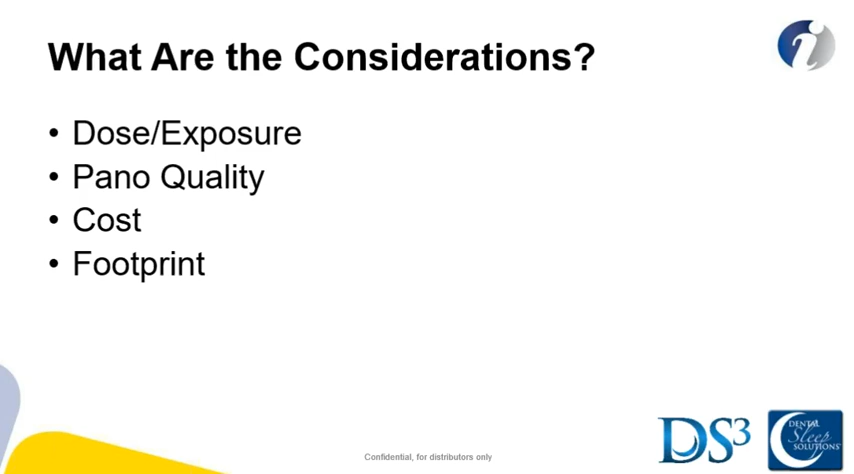 What Are the Considerations?
i
• Dose/Exposure
• Pano Quality
• Cost
• Footprint
Confidential, for distributors only
DS3
DENTAL
Sleep
SOLUTIONS